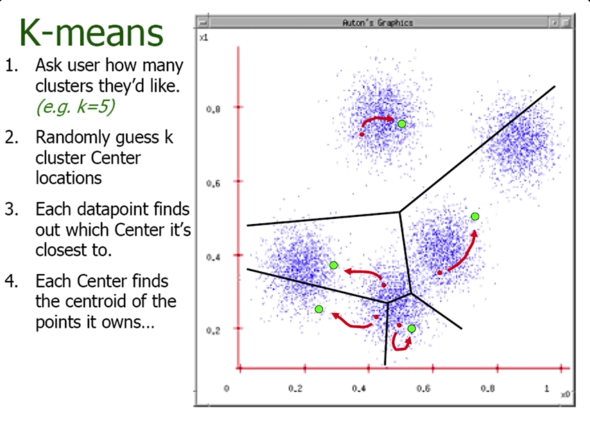 K-means
1. Ask user how many
clusters they'd like.
(e.g. k=5)
2. Randomly guess k
cluster Center
locations
3. Each datapoint finds
out which Center it's
closest to.
4. Each Center finds
the centroid of the
points it owns...
Auton's Graphics
x1
0.8
0.6
0.4
0.2
0
0.2
0.4
0.6
0.8
1
x0